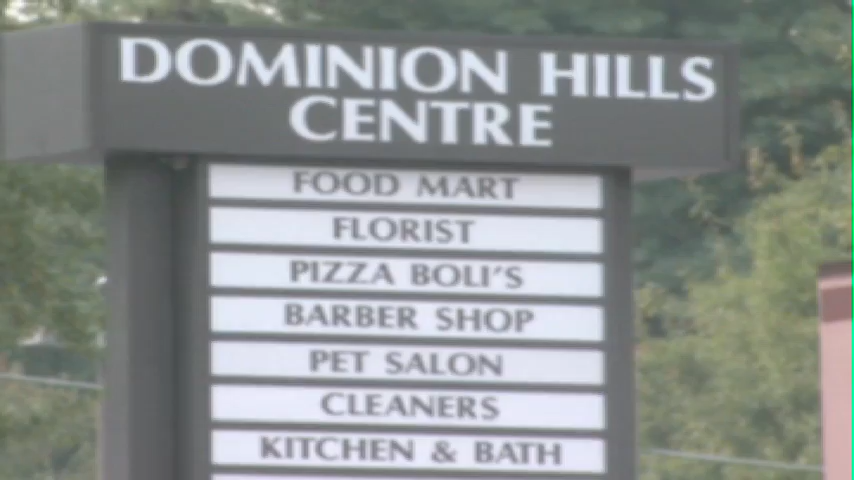 DOMINION HILLS
CENTRE
FOOD MART
FLORIST
PIZZA BOLI'S
BARBER SHOP
PET SALON
CLEANERS
KITCHEN & BATH